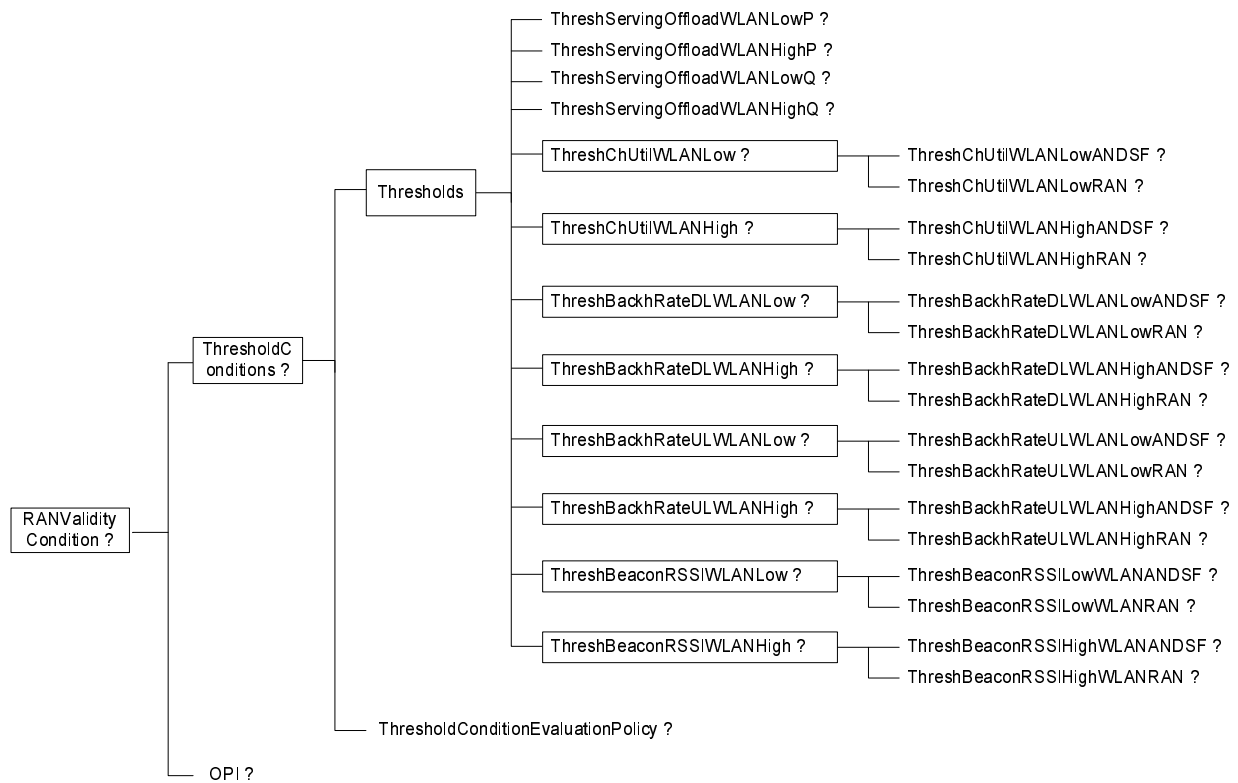 ThreshServingOffloadWLANLowP ?
ThreshServingOffloadWLANHighP ?
ThreshServingOffloadWLANLowQ ?
ThreshServingOffloadWLANHighQ ?
ThreshChUtilWLANLow ?
ThreshChUtilWLANLowANDSF ?
ThreshChUtilWLANLowRAN ?
Thresholds
ThreshChUtilWLANHigh ?
ThreshChUtilWLANHighANDSF ?
ThreshChUtilWLANHighRAN ?
ThreshBackhRateDLWLANLow ?
ThreshBackhRateDLWLANLowANDSF ?
ThreshBackhRateDLWLANLowRAN ?
ThresholdC
onditions ?
ThreshBackhRateDLWLANHigh ?
ThreshBackhRateDLWLANHighANDSF ?
ThreshBackhRateDLWLANHighRAN ?
ThreshBackhRateULWLANLow ?
ThreshBackhRateULWLANLowANDSF ?
ThreshBackhRateULWLANLowRAN ?
RANValidity
Condition ?
ThreshBackhRateULWLANHigh ?
ThreshBackhRateULWLANHighANDSF ?
ThreshBackhRateULWLANHighRAN ?
ThreshBeaconRSSIWLANLow ?
ThreshBeaconRSSILowWLANANDSF ?
ThreshBeaconRSSILowWLANRAN ?
ThreshBeaconRSSIWLANHigh ?
ThreshBeaconRSSIHighWLANANDSF ?
ThreshBeaconRSSIHighWLANRAN ?
ThresholdConditionEvaluationPolicy ?
OPI ?